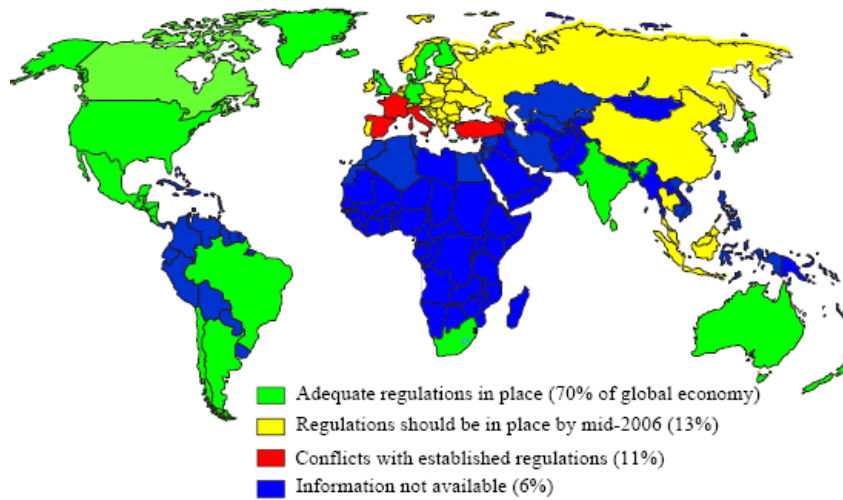 Adequate regulations in place (70% of global economy)
Regulations should be in place by mid-2006 (13%)
Conflicts with established regulations (11%)
Information not available (6%)